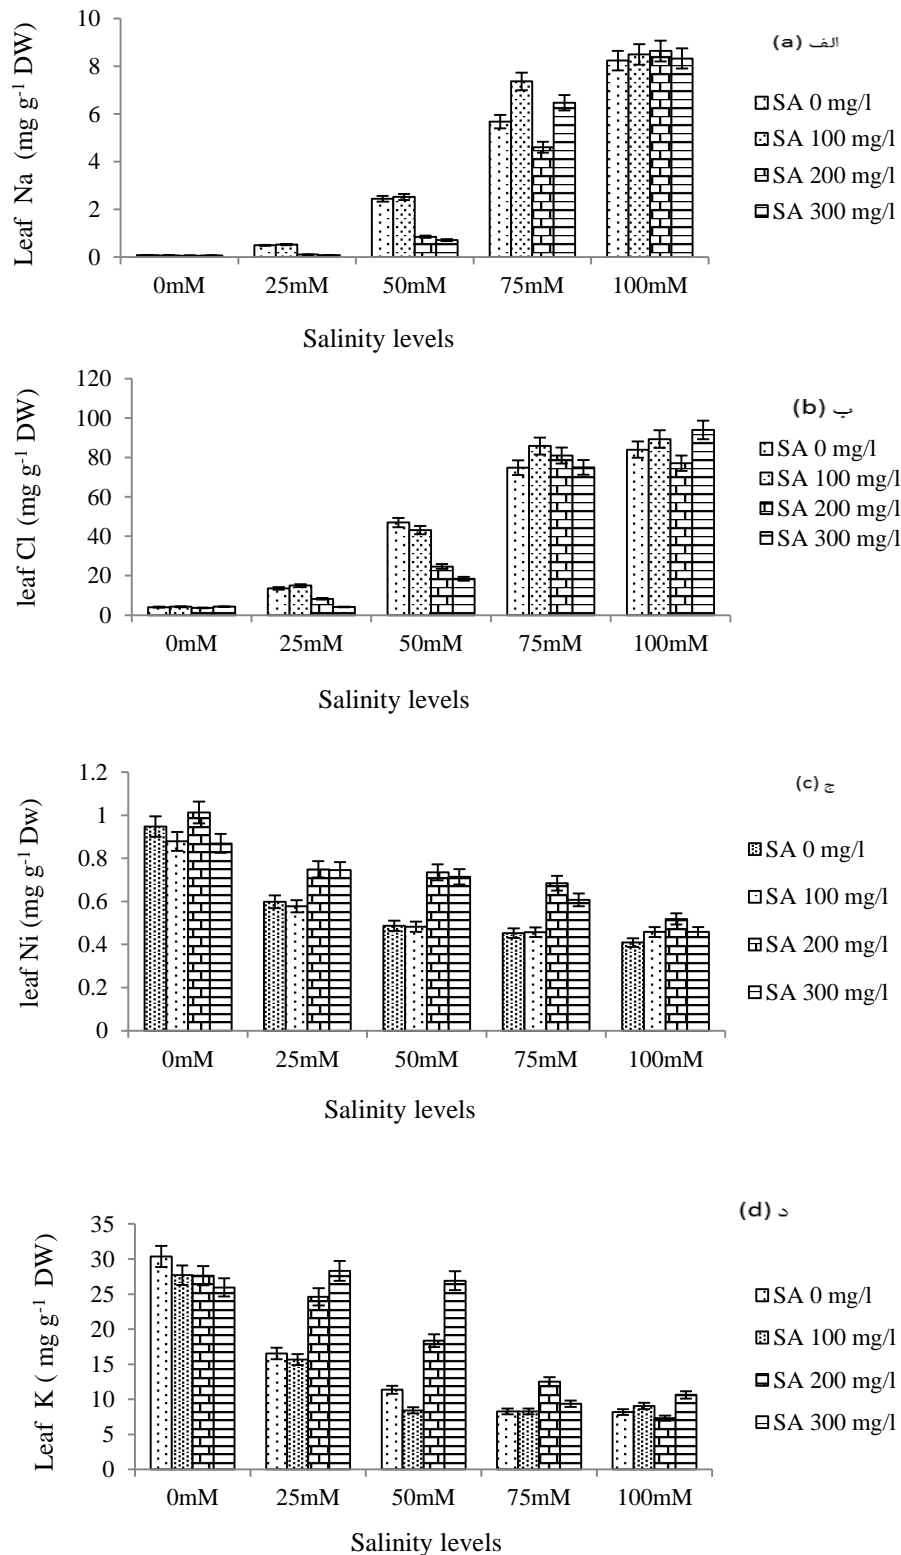 10
8
6
4
2
0
Leaf Na (mg g-1 DW)
0mM 25mM 50mM 75mM 100mM
Salinity levels
الف (a)
SA 0 mg/l
SA 100 mg/l
SA 200 mg/l
SA 300 mg/l
120
100
80
60
40
20
0
leaf Cl (mg g-1 DW)
0mM 25mM 50mM 75mM 100mM
Salinity levels
ب (b)
SA 0 mg/l
SA 100 mg/l
SA 200 mg/l
SA 300 mg/l
1.2
1
0.8
0.6
0.4
0.2
0
leaf Ni (mg g-1 Dw)
0mM 25mM 50mM 75mM 100mM
Salinity levels
ج (c)
SA 0 mg/l
SA 100 mg/l
SA 200 mg/l
SA 300 mg/l
35
30
25
20
15
10
5
0
Leaf K ( mg g-1 DW)
0mM 25mM 50mM 75mM 100mM
Salinity levels
د (d)
SA 0 mg/l
SA 100 mg/l
SA 200 mg/l
SA 300 mg/l